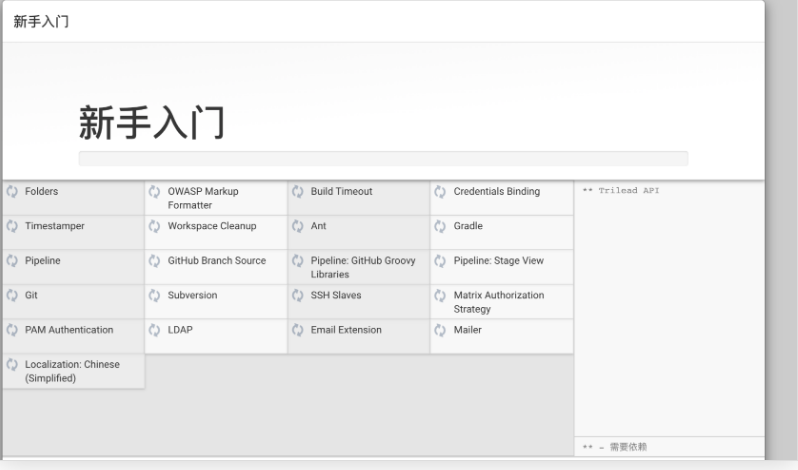 新手入门
新手入门
Folders
OWASP Markup
Formatter
Build Timeout
Credentials Binding
** Trilead API
Timestamper
Workspace Cleanup
Ant
Gradle
Pipeline
GitHub Branch Source
Pipeline: GitHub Groovy
Libraries
Pipeline: Stage View
Git
Subversion
SSH Slaves
Matrix Authorization
Strategy
PAM Authentication
LDAP
Email Extension
Mailer
Localization: Chinese
(Simplified)
** - 需要依赖